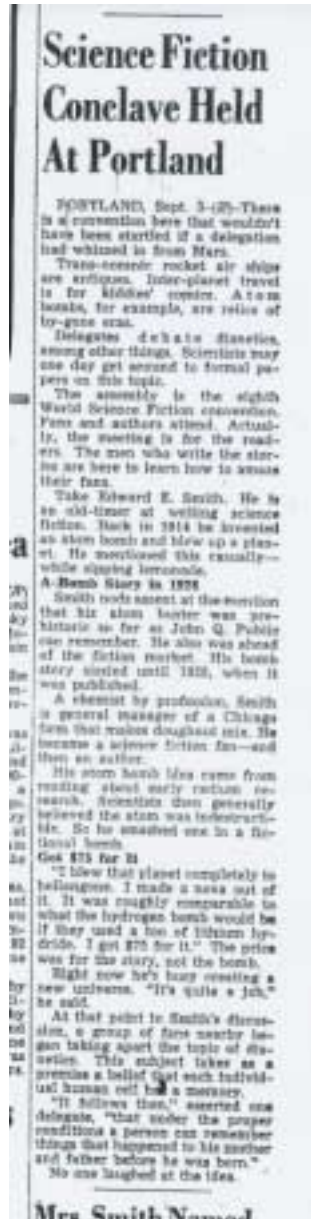 Science Fiction
Conclave Held
At Portland
PORTLAND, Sept. 5—(P)—There
is a convention here that wouldn't
have been startled if a delegation
had whizzed in from Mars.
Trans-oceanic rocket air ships
are antiques. Inter-planet travel
is for kiddies' comics. Atom
bombs, for example, are relics of
by-gone eras.
Delegates debate dianetics,
among other things. Scientists may
one day get around to formal pa-
pers on this topic.
The assembly is the eighth
World Science Fiction convention.
Fans and authors attend. Actual-
ly, the meeting is for the read-
ers. The men who write the stor-
ies are here to learn how to amuse
their fans.
Take Edward E. Smith. He is
an old-timer at writing science
fiction. Back in 1914 he invented
an atom bomb and blew up a plan-
et. He mentioned this casually—
while sipping lemonade.
A-Bomb Story in 1928
Smith nods assent at the mention
that his atom buster was pre-
historic so far as John Q. Public
can remember. He also was ahead
of the fiction market. His bomb
story waited until 1928, when it
was published.
A chemist by profession, Smith
is general manager of a Chicago
firm that makes doughnut mix. He
became a science fiction fan—and
then an author.
His atom bomb idea came from
reading about early radium re-
search. Scientists then generally
believed the atom was indestructi-
ble. So he smashed one in a fic-
tional bomb.
Got $75 for It
"I blew that planet completely to
hellangone. I made a nova out of
it. It was roughly comparable to
what the hydrogen bomb would be
if they used a ton of lithium hy-
dride. I got $75 for it." The price
was for the story, not the bomb.
Right now he's busy creating a
new universe. "It's quite a job,"
he said.
At that point in Smith's discus-
sion, a group of fans nearby be-
gan taking apart the topic of dia-
netics. This subject takes as a
premise a belief that each individ-
ual human cell has a memory.
"It follows then," asserted one
delegate, "that under the proper
conditions a person can remember
things that happened to his mother
and father before he was born."
No one laughed at the idea.
Mrs. Smith Named